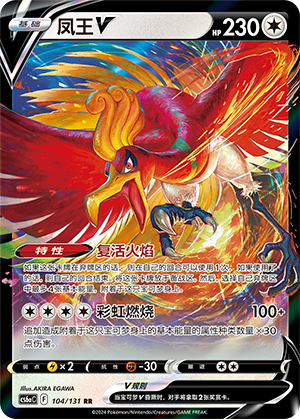 基础 凤王V HP 230
特性 复活火焰
如果这张卡牌在弃牌区的话,则在自己的回合可以使用1次。如果使用了
的话,则自己的回合结束。将这张卡牌放于备战区。然后,选择自己弃牌区
中最多4张基本能量,附着于这只宝可梦身上。
彩虹燃烧 100+
追加造成附着于这只宝可梦身上的基本能量的属性种类数量×30
点伤害。
弱点 ×2 抵抗力 -30 撤退
Illus.AKIRA EGAWA
V规则
当宝可梦V昏厥时,对手将拿取2张奖赏卡。
CS6aC F 104/131 RR
©2024 Pokémon/Nintendo/Creatures/GAME FREAK.